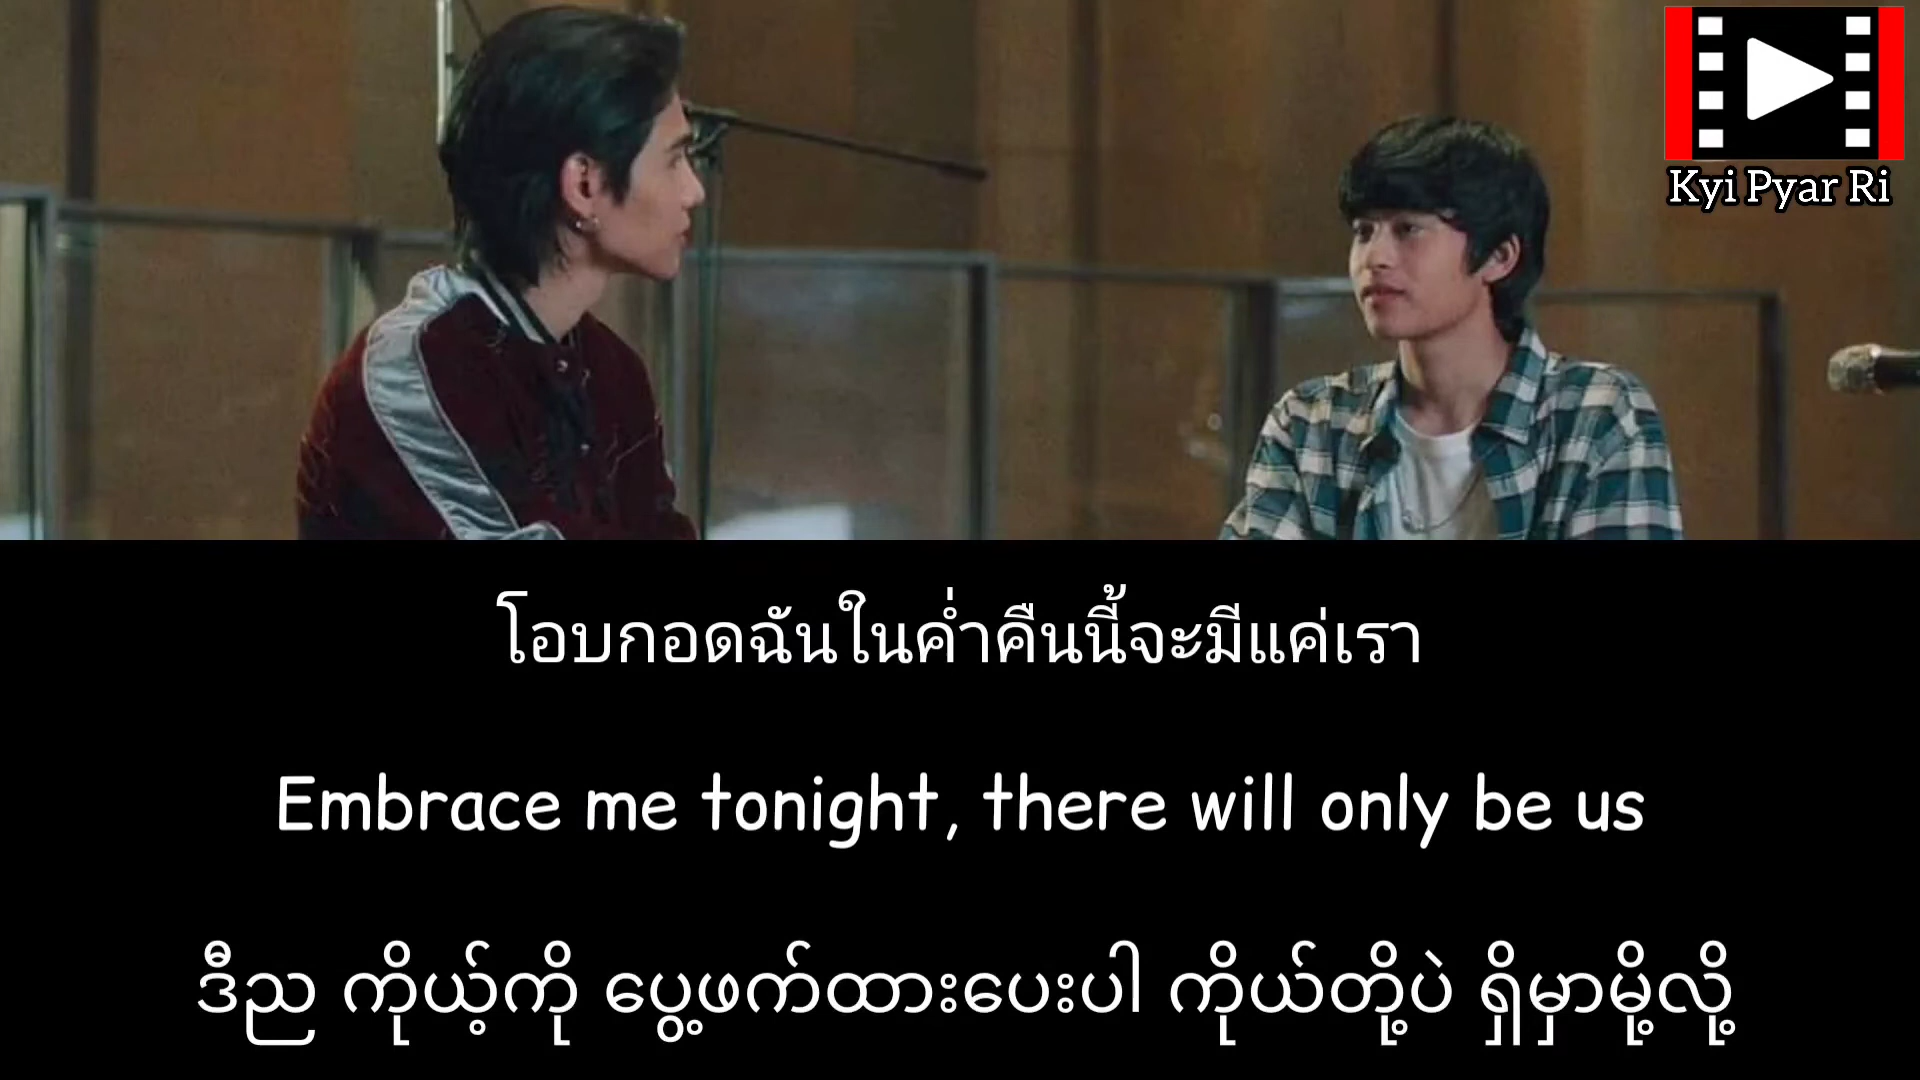 Kyi Pyar Ri
โอบกอดฉันในค่ำคืนนี้จะมีแค่เรา
Embrace me tonight, there will only be us
ဒီည ကိုယ့်ကို ပွေ့ဖက်ထားပေးပါ ကိုယ်တို့ပဲ ရှိမှာမို့လို့